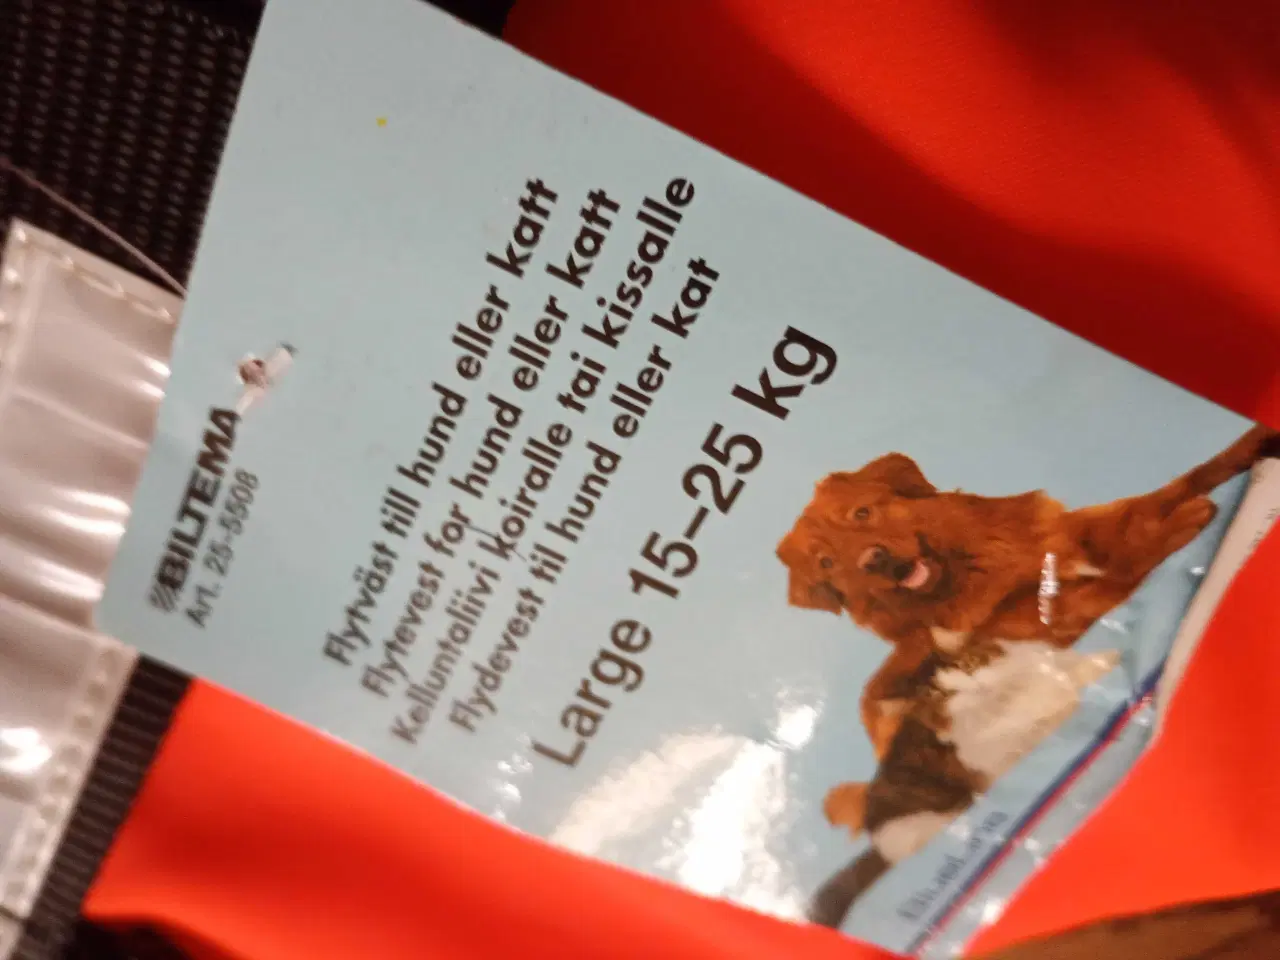 BILTEMA
Art. 25-5508
Flytväst till hund eller katt
Flytevest for hund eller katt
Kelluntaliivi koiralle tai kissalle
Flydevest til hund eller kat
Large 15–25 kg